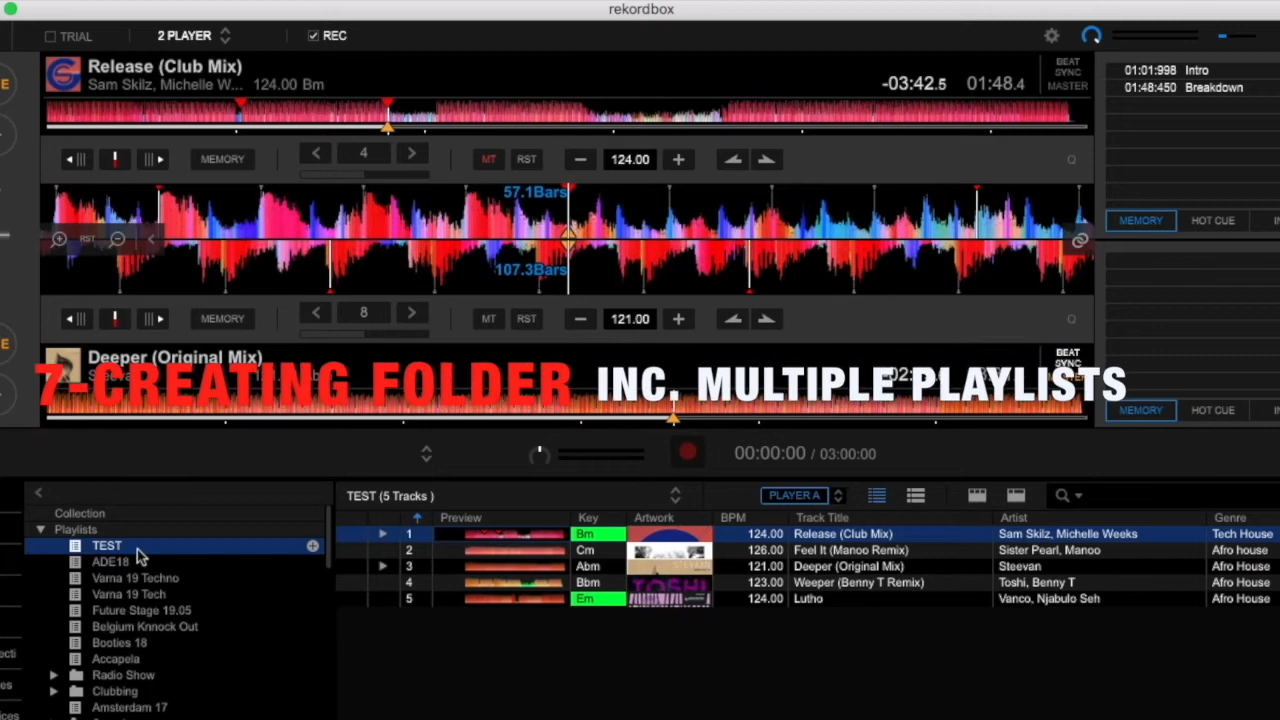 rekordbox
TRIAL
2 PLAYER
REC
Release (Club Mix)
Sam Skilz, Michelle W... 124.00 Bm
-03:42.5 01:48.4
BEAT
SYNC
MASTER
01:01:998 Intro
01:48:450 Breakdown
MEMORY
4
MT RST
124.00
Q
57.1Bars
RST
107.3Bars
MEMORY HOT CUE
MEMORY
8
MT RST
121.00
Q
Deeper (Original Mix)
Steevan
BEAT
SYNC
7-CREATING FOLDER INC. MULTIPLE PLAYLISTS
MEMORY HOT CUE
00:00:00 / 03:00:00
Collection
Playlists
TEST
ADE18
Varna 19 Techno
Varna 19 Tech
Future Stage 19.05
Belgium Knnock Out
Booties 18
Accapela
Radio Show
Clubbing
Amsterdam 17
TEST (5 Tracks )
PLAYER A
Preview Key Artwork BPM Track Title Artist Genre
1 Bm 124.00 Release (Club Mix) Sam Skilz, Michelle Weeks Tech House
2 Cm 126.00 Feel It (Manoo Remix) Sister Pearl, Manoo Afro house
3 Abm STEEVAN 121.00 Deeper (Original Mix) Steevan Afro House
4 Bbm TOSHI 123.00 Weeper (Benny T Remix) Toshi, Benny T Afro House
5 Em 124.00 Lutho Vanco, Njabulo Seh Afro House